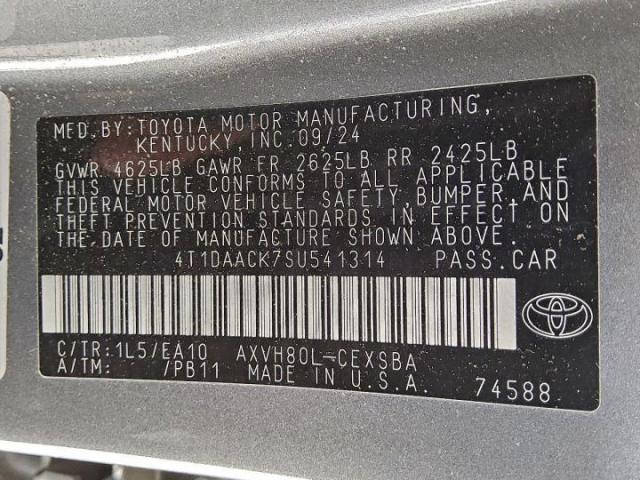 MFD.BY:TOYOTA MOTOR MANUFACTURING,
KENTUCKY, INC.09/24
GVWR 4625LB GAWR FR 2625LB RR 2425LB
THIS VEHICLE CONFORMS TO ALL APPLICABLE
FEDERAL MOTOR VEHICLE SAFETY,BUMPER,AND
THEFT PREVENTION STANDARDS IN EFFECT ON
THE DATE OF MANUFACTURE SHOWN ABOVE.
4T1DAACK7SU541314 PASS.CAR
C/TR:1L5/EA10 AXVH80L-CEXSBA
A/TM: /PB11 MADE IN U.S.A. 74588